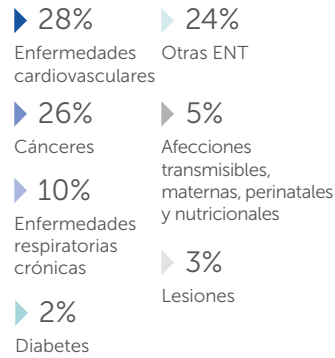 28%
Enfermedades
cardiovasculares
26%
Cánceres
10%
Enfermedades
respiratorias
crónicas
2%
Diabetes
24%
Otras ENT
5%
Afecciones
transmisibles,
maternas, perinatales
y nutricionales
3%
Lesiones